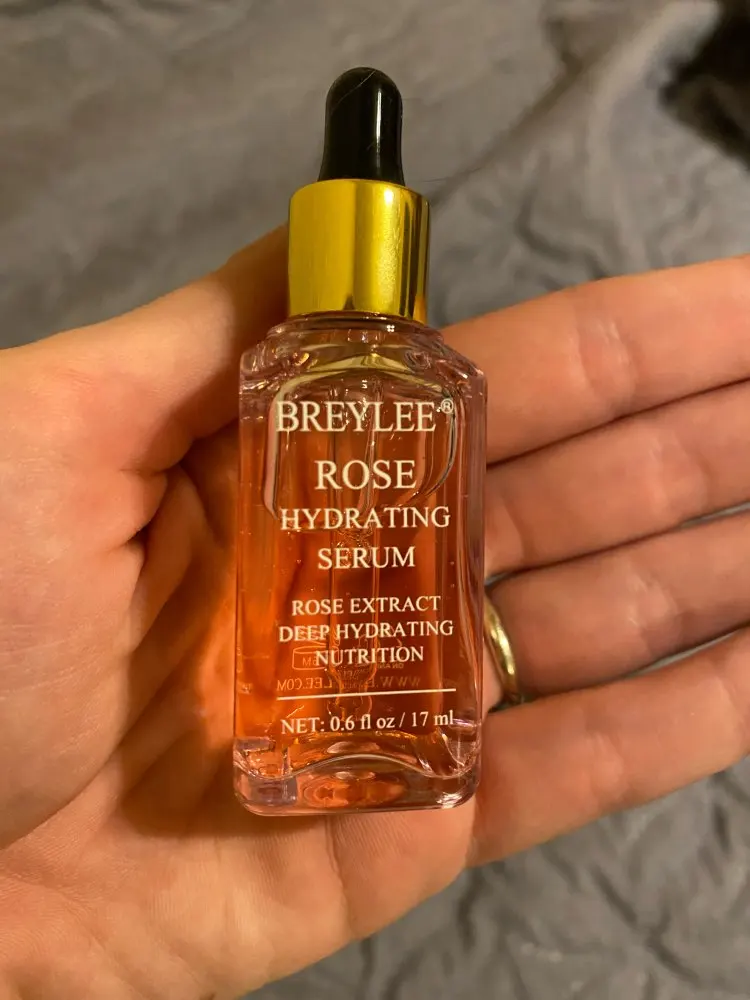 BREYLEE®
ROSE
HYDRATING
SERUM
ROSE EXTRACT
DEEP HYDRATING
NUTRITION
NET: 0.6 fl oz / 17 ml